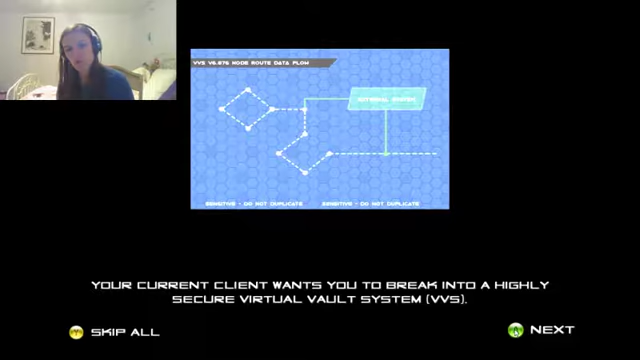 VVS V6.076 NODE ROUTE DATA FLOW
EXTERNAL SYSTEM
SENSITIVE - DO NOT DUPLICATE SENSITIVE - DO NOT DUPLICATE
YOUR CURRENT CLIENT WANTS YOU TO BREAK INTO A HIGHLY
SECURE VIRTUAL VAULT SYSTEM (VVS).
SKIP ALL
NEXT